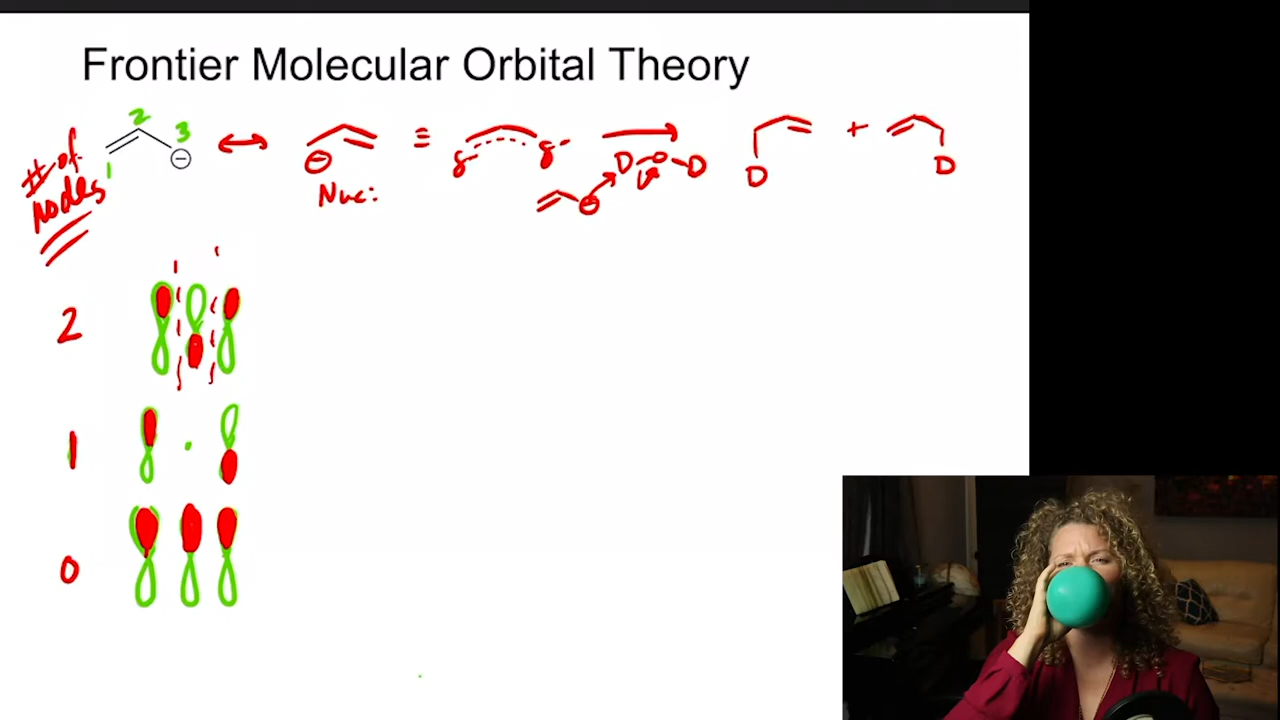 Frontier Molecular Orbital Theory
# of
nodes
1 2 3
⊖
⊖
Nuc:
≡
δ- δ-
⊖
D-O-D
D
+
D
2
1
0